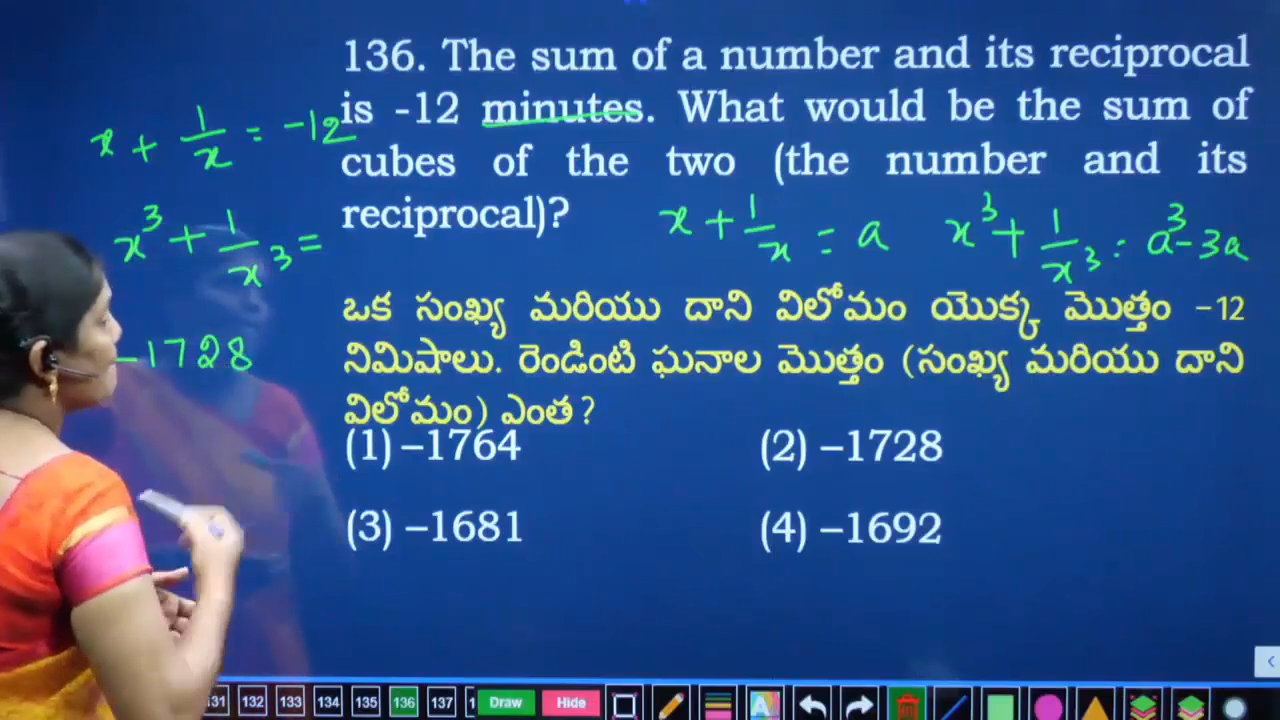 136. The sum of a number and its reciprocal
is -12 minutes. What would be the sum of
cubes of the two (the number and its
reciprocal)?
x + 1/x = -12
x³ + 1/x³ =
-1728
x + 1/x = a x³ + 1/x³ = a³-3a
ఒక సంఖ్య మరియు దాని విలోమం యొక్క మొత్తం -12
నిమిషాలు. రెండింటి ఘనాల మొత్తం (సంఖ్య మరియు దాని
విలోమం) ఎంత?
(1) –1764 (2) –1728
(3) –1681 (4) –1692
131 132 133 134 135 136 137 1 Draw Hide